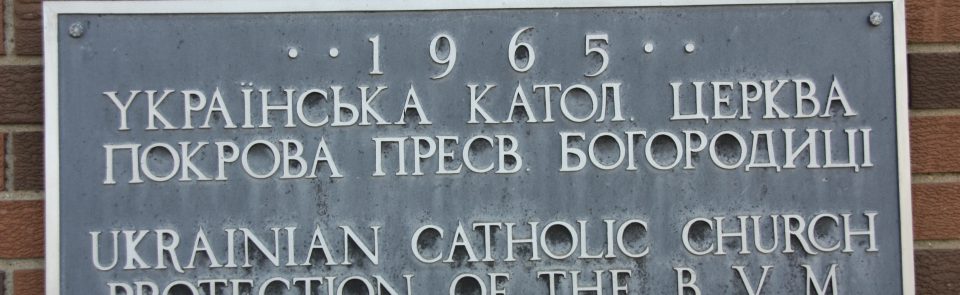 · · 1965 · ·
УКРАЇНСЬКА КАТОЛ. ЦЕРКВА
ПОКРОВА ПРЕСВ. БОГОРОДИЦІ
UKRAINIAN CATHOLIC CHURCH
PROTECTION OF THE B. V. M.